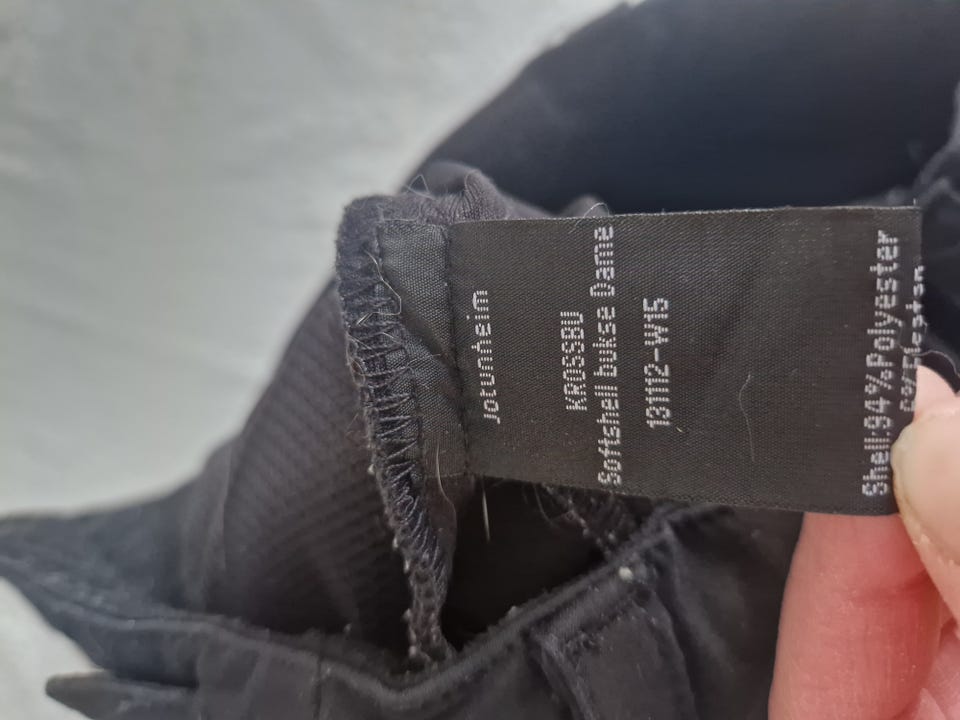 jotunheim
KROSSBU
Softshell bukse Dame
131112-W15
Shell:94%Polyester